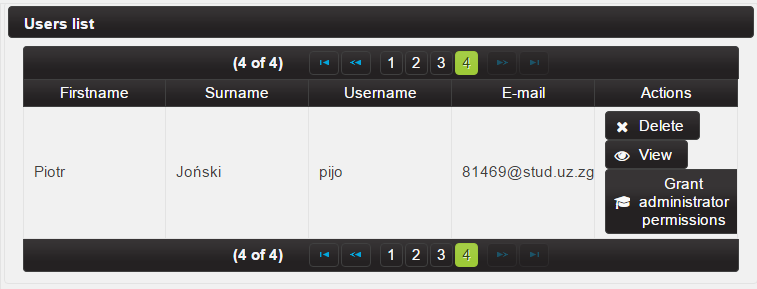 Users list
(4 of 4) 1 2 3 4
Firstname Surname Username E-mail Actions
Delete
Piotr Joński pijo 81469@stud.uz.zg View
Grant
administrator
permissions
(4 of 4) 1 2 3 4